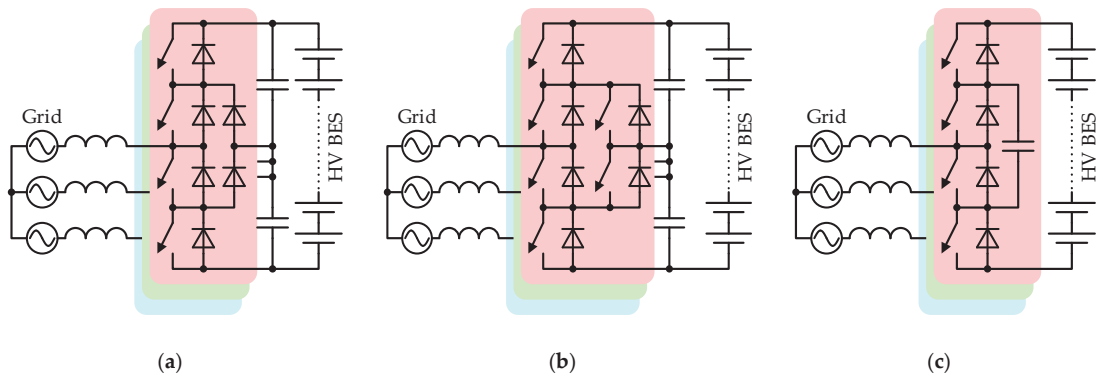 Grid
HV BES
Grid
HV BES
Grid
HV BES
(a)
(b)
(c)